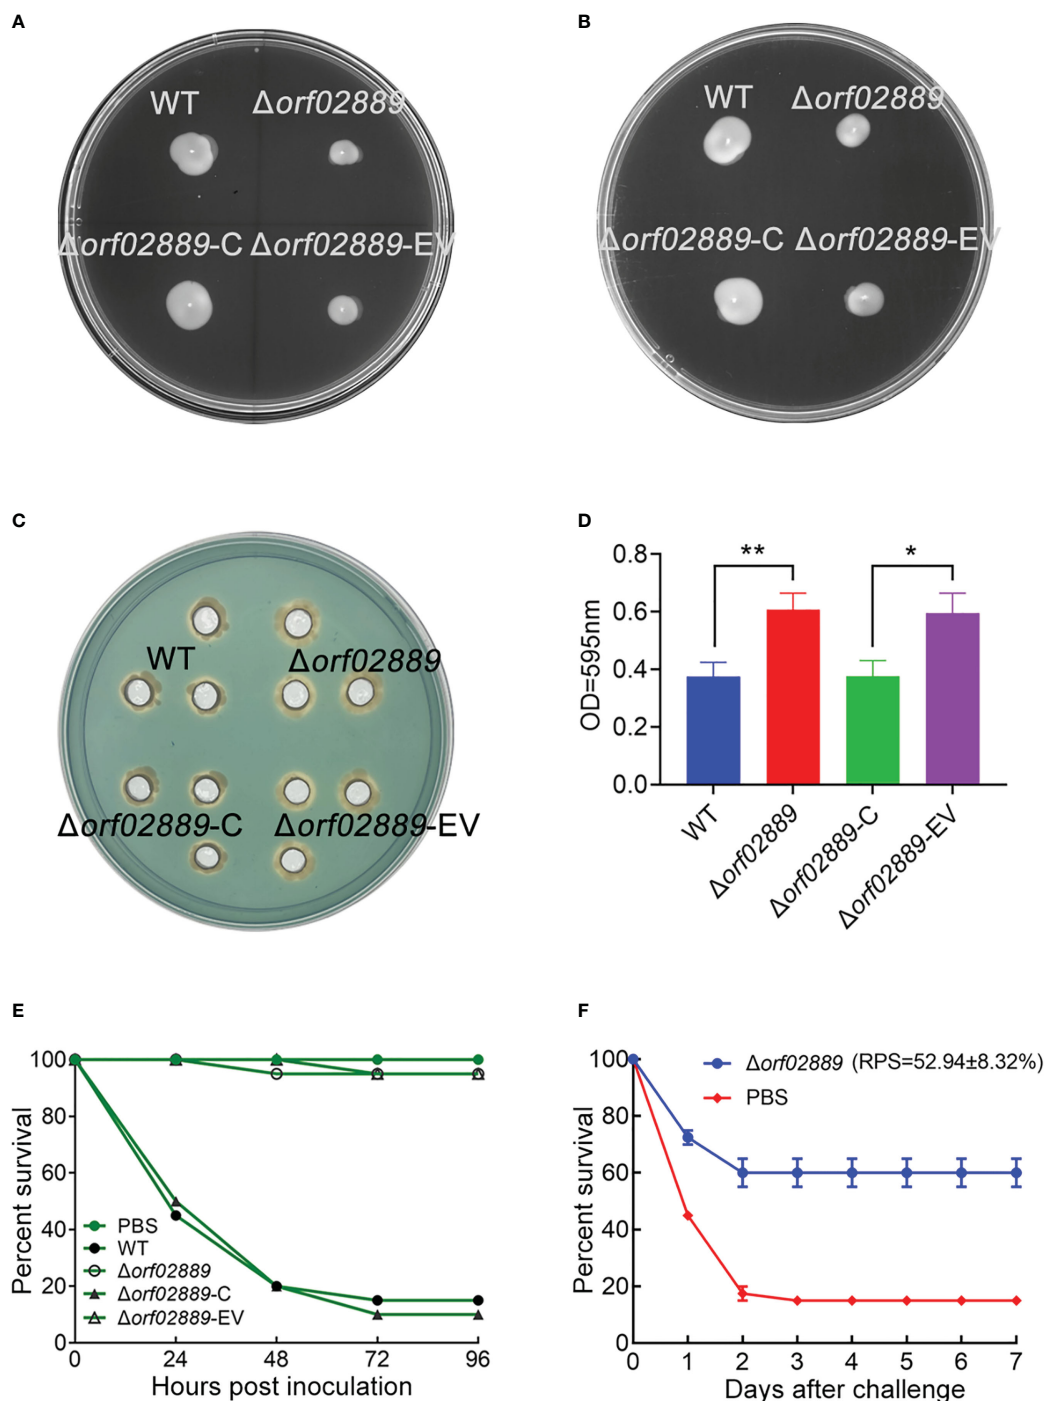 A
WT
Δorf02889
Δorf02889-C
Δorf02889-EV
B
WT
Δorf02889
Δorf02889-C
Δorf02889-EV
C
WT
Δorf02889
Δorf02889-C
Δorf02889-EV
D
OD=595nm
0.8
0.6
0.4
0.2
0.0
**
*
WT
Δorf02889
Δorf02889-C
Δorf02889-EV
E
Percent survival
100
80
60
40
20
0
PBS
WT
Δorf02889
Δorf02889-C
Δorf02889-EV
0 24 48 72 96
Hours post inoculation
F
Percent survival
100
80
60
40
20
0
Δorf02889 (RPS=52.94±8.32%)
PBS
0 1 2 3 4 5 6 7
Days after challenge